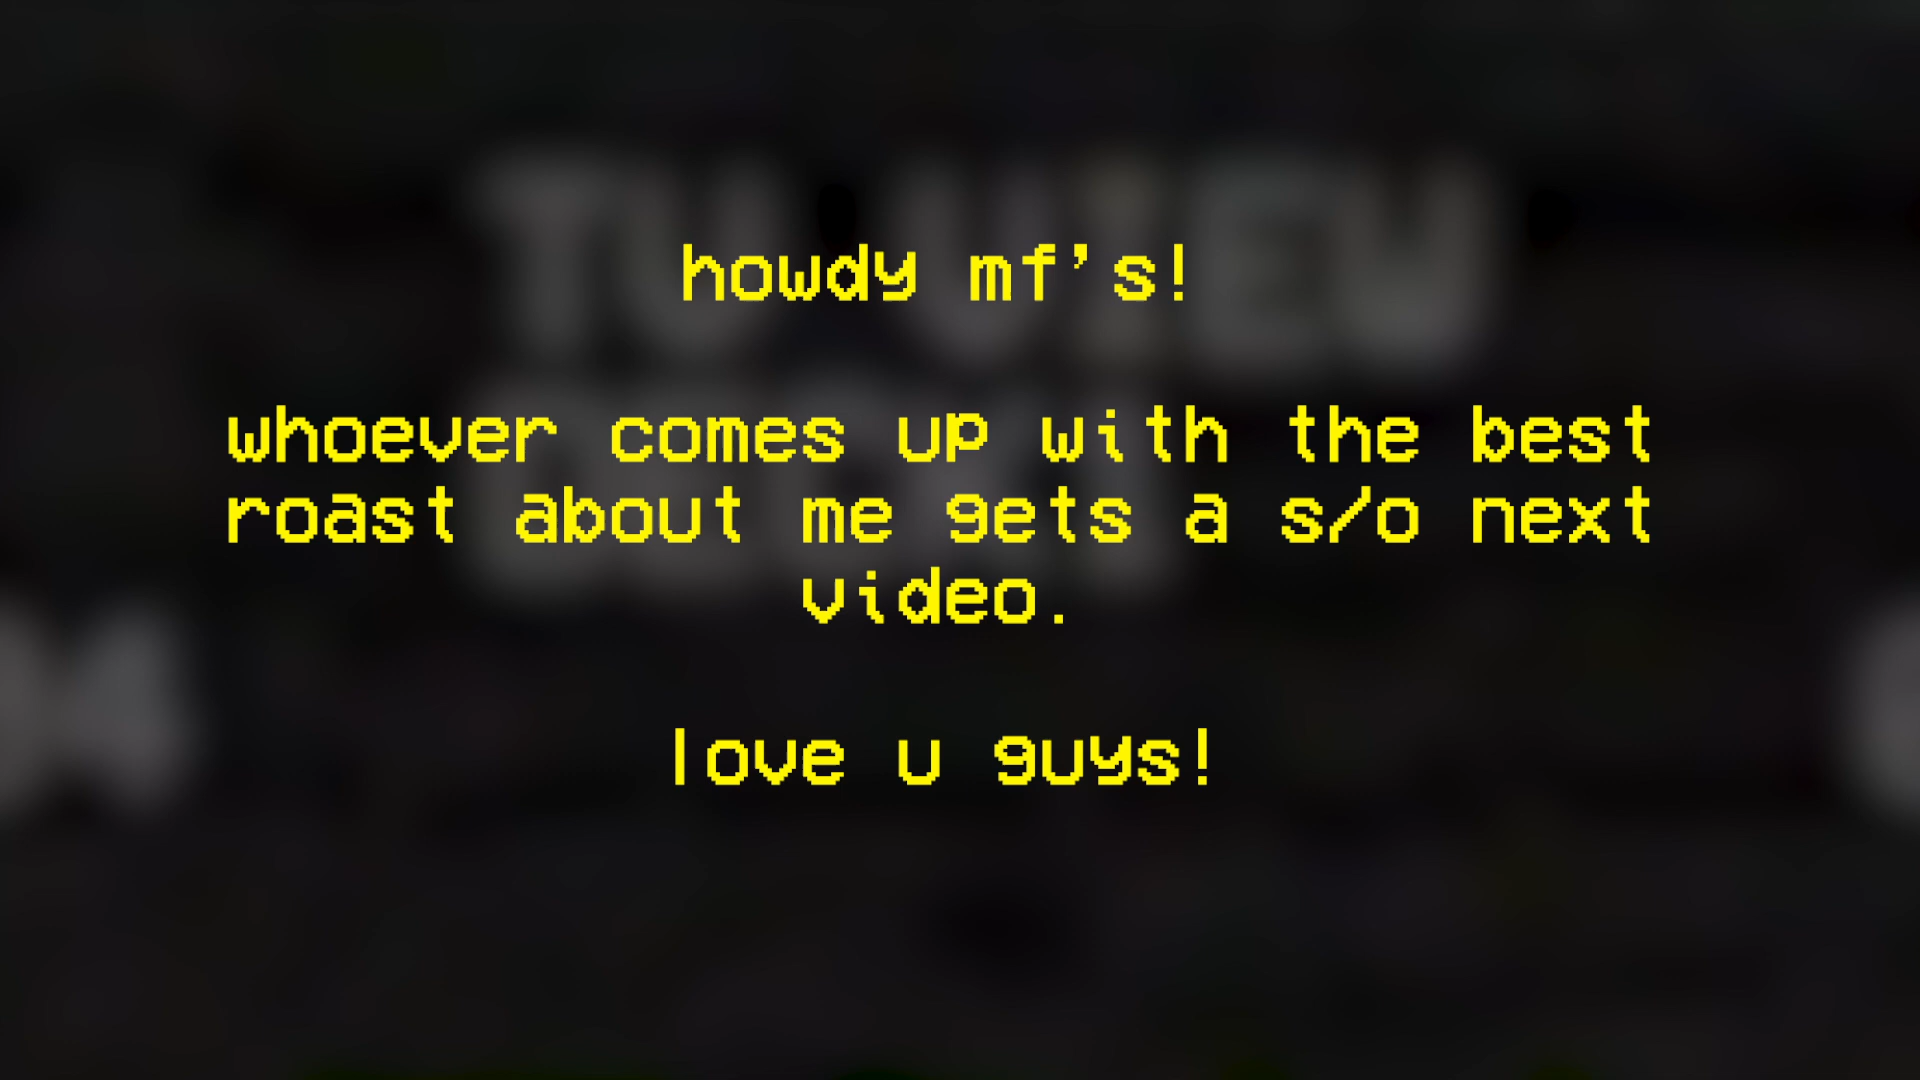 howdy mf's!
whoever comes up with the best
roast about me gets a s/o next
video.
love u guys!